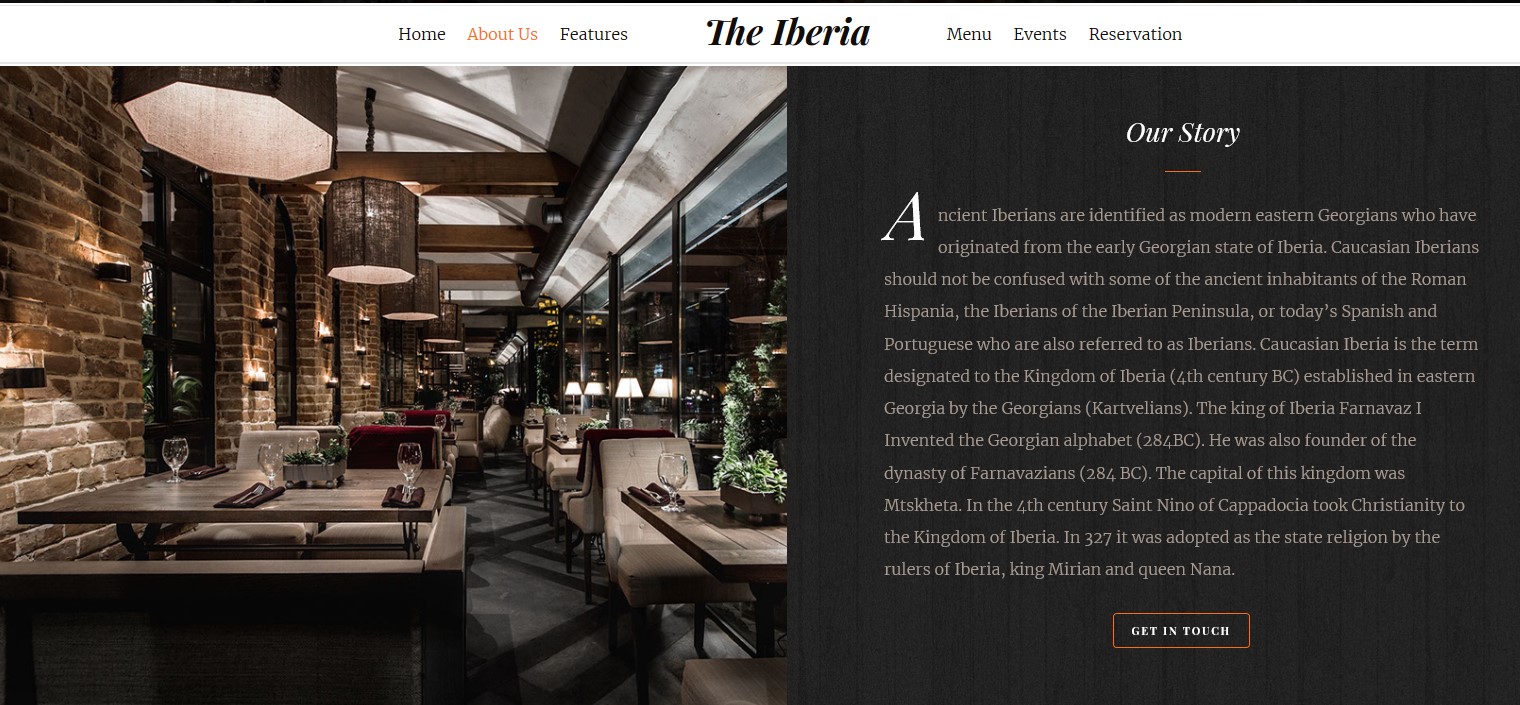 Home About Us Features The Iberia Menu Events Reservation
Our Story
Ancient Iberians are identified as modern eastern Georgians who have
originated from the early Georgian state of Iberia. Caucasian Iberians
should not be confused with some of the ancient inhabitants of the Roman
Hispania, the Iberians of the Iberian Peninsula, or today’s Spanish and
Portuguese who are also referred to as Iberians. Caucasian Iberia is the term
designated to the Kingdom of Iberia (4th century BC) established in eastern
Georgia by the Georgians (Kartvelians). The king of Iberia Farnavaz I
Invented the Georgian alphabet (284BC). He was also founder of the
dynasty of Farnavazians (284 BC). The capital of this kingdom was
Mtskheta. In the 4th century Saint Nino of Cappadocia took Christianity to
the Kingdom of Iberia. In 327 it was adopted as the state religion by the
rulers of Iberia, king Mirian and queen Nana.
GET IN TOUCH